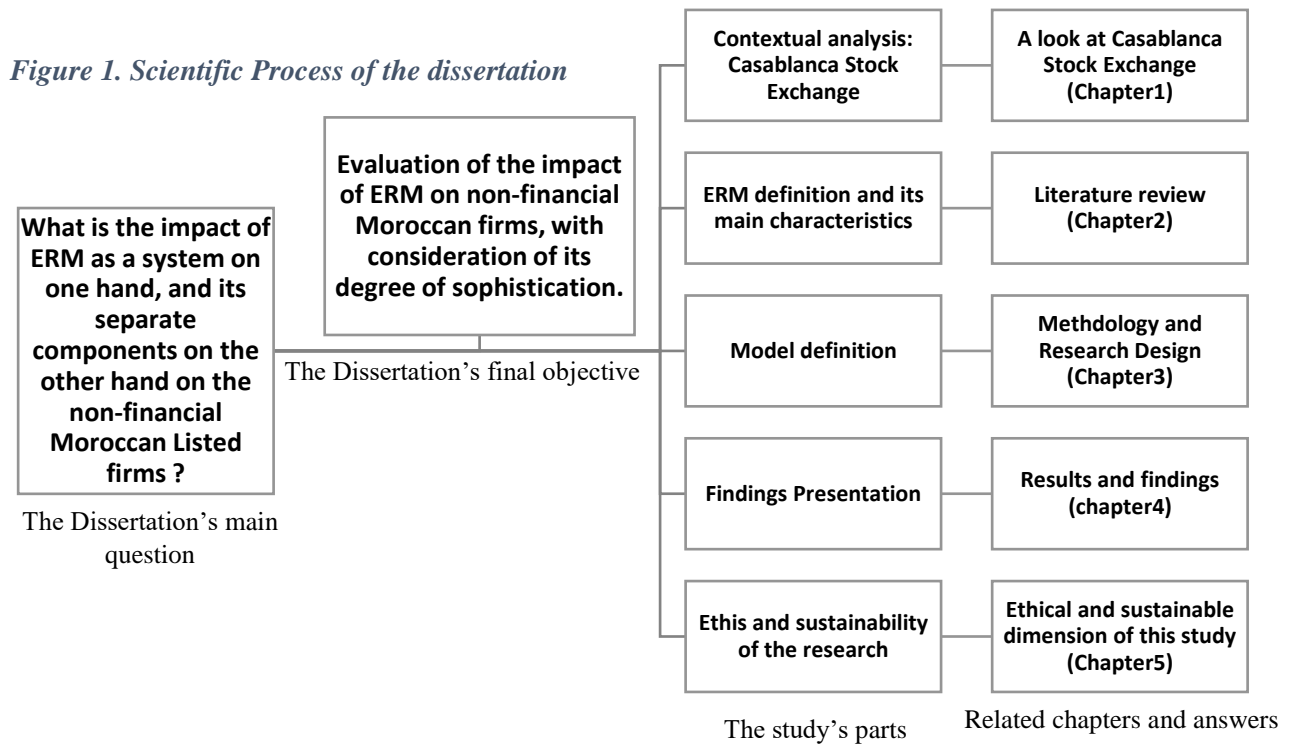 Figure 1. Scientific Process of the dissertation
What is the impact of
ERM as a system on
one hand, and its
separate
components on the
other hand on the
non-financial
Moroccan Listed
firms ?
The Dissertation's main
question
Evaluation of the impact
of ERM on non-financial
Moroccan firms, with
consideration of its
degree of sophistication.
The Dissertation's final objective
Contextual analysis:
Casablanca Stock
Exchange
A look at Casablanca
Stock Exchange
(Chapter1)
ERM definition and its
main characteristics
Literature review
(Chapter2)
Model definition
Methdology and
Research Design
(Chapter3)
Findings Presentation
Results and findings
(chapter4)
Ethis and sustainability
of the research
Ethical and sustainable
dimension of this study
(Chapter5)
The study's parts
Related chapters and answers